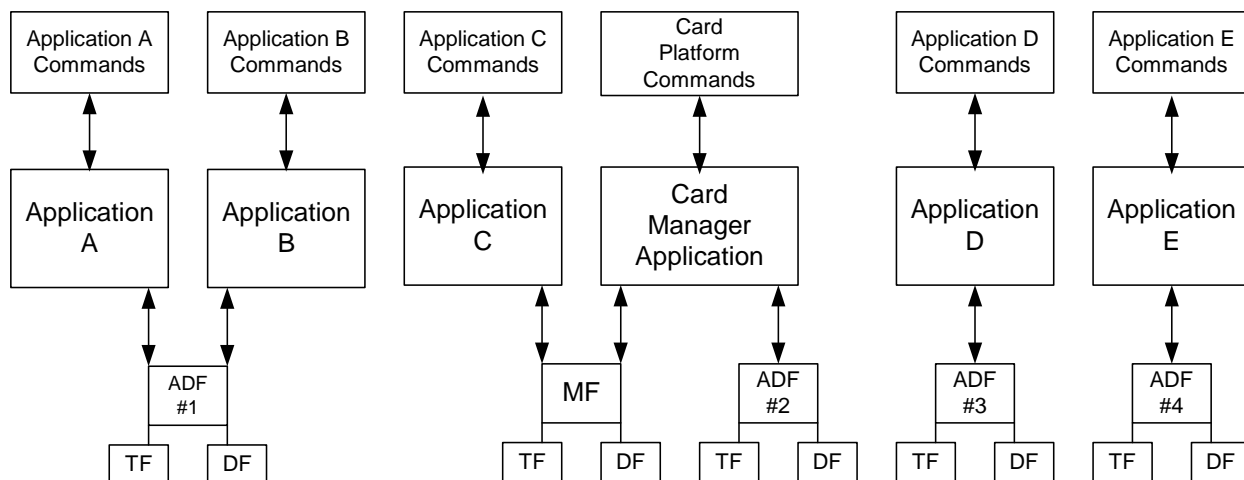 Application A
Commands
Application B
Commands
Application C
Commands
Card
Platform
Commands
Application D
Commands
Application E
Commands
Application
A
Application
B
Application
C
Card
Manager
Application
Application
D
Application
E
ADF
#1
MF
ADF
#2
ADF
#3
ADF
#4
TF
DF
TF
DF
TF
DF
TF
DF
TF
DF